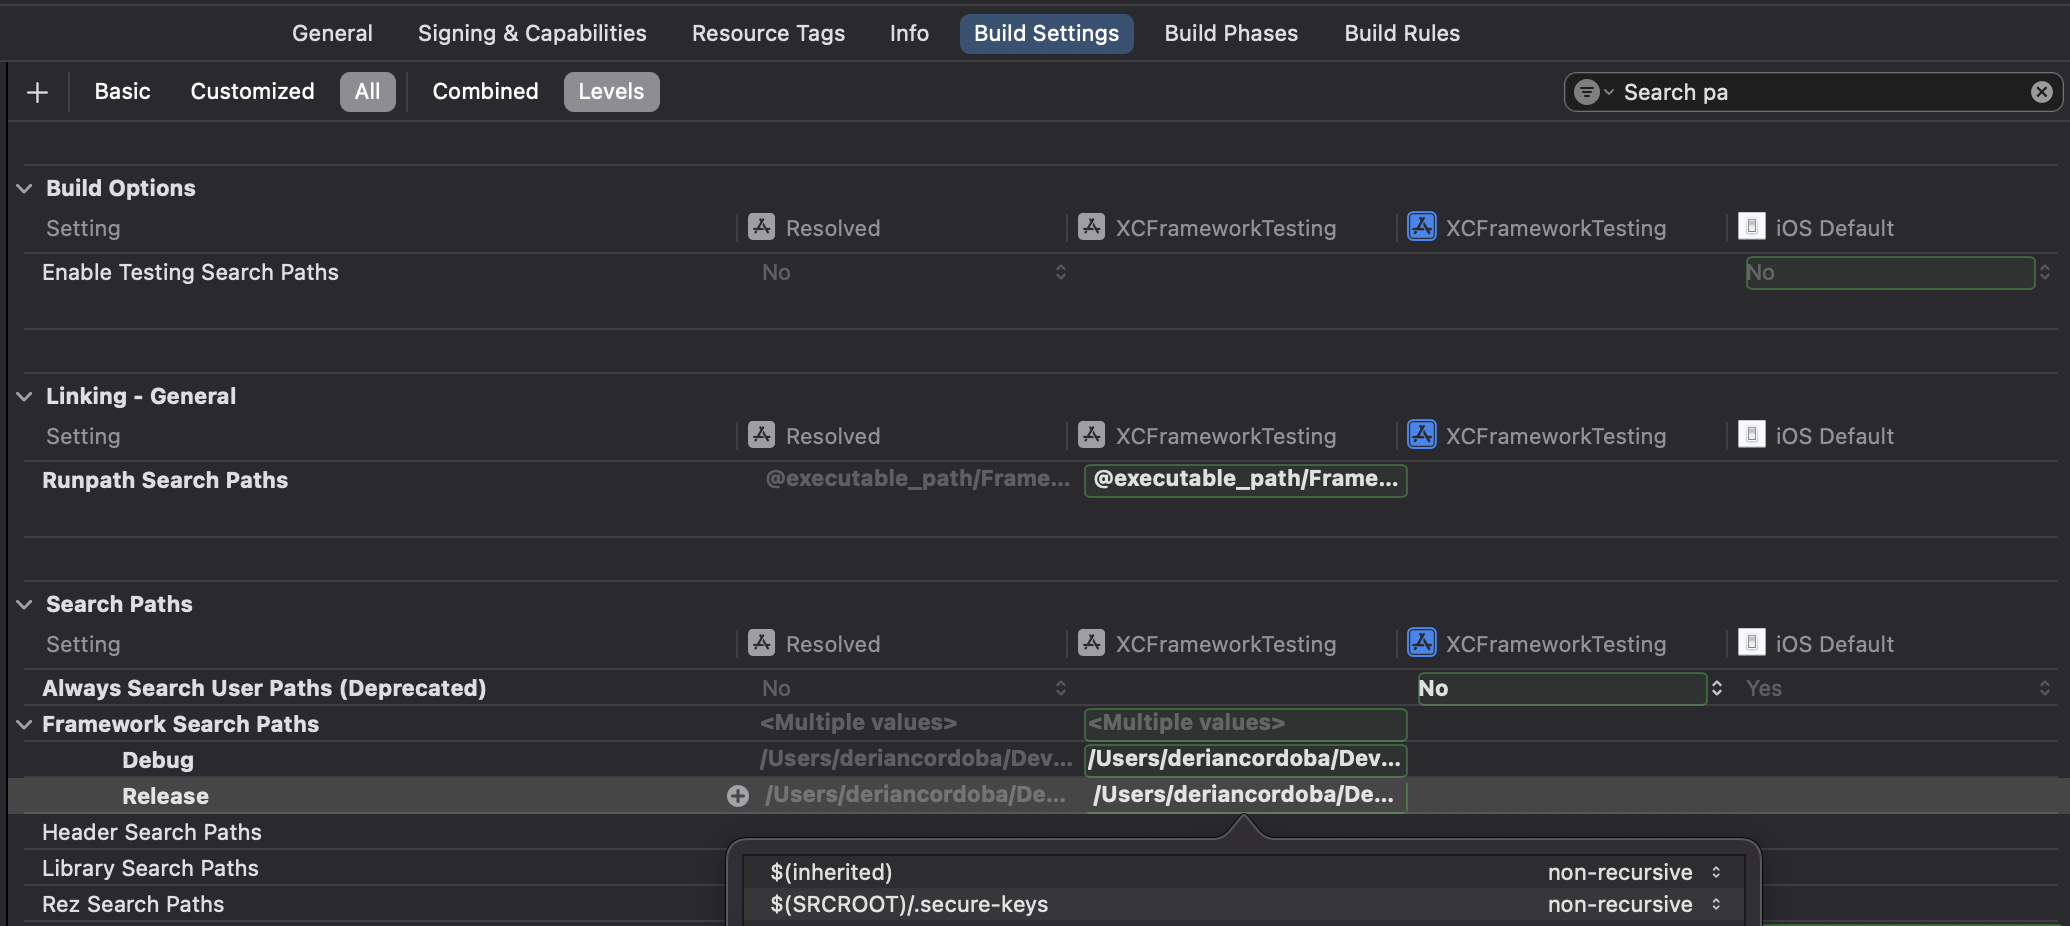 General Signing & Capabilities Resource Tags Info Build Settings Build Phases Build Rules
Basic Customized All Combined Levels Search pa
Build Options
Setting Resolved XCFrameworkTesting XCFrameworkTesting iOS Default
Enable Testing Search Paths No No
Linking - General
Setting Resolved XCFrameworkTesting XCFrameworkTesting iOS Default
Runpath Search Paths @executable_path/Frame... @executable_path/Frame...
Search Paths
Setting Resolved XCFrameworkTesting XCFrameworkTesting iOS Default
Always Search User Paths (Deprecated) No No Yes
Framework Search Paths <Multiple values> <Multiple values>
Debug /Users/deriancordoba/Dev... /Users/deriancordoba/Dev...
Release /Users/deriancordoba/De... /Users/deriancordoba/De...
Header Search Paths
$(inherited) non-recursive
Library Search Paths
$(SRCROOT)/.secure-keys non-recursive
Rez Search Paths